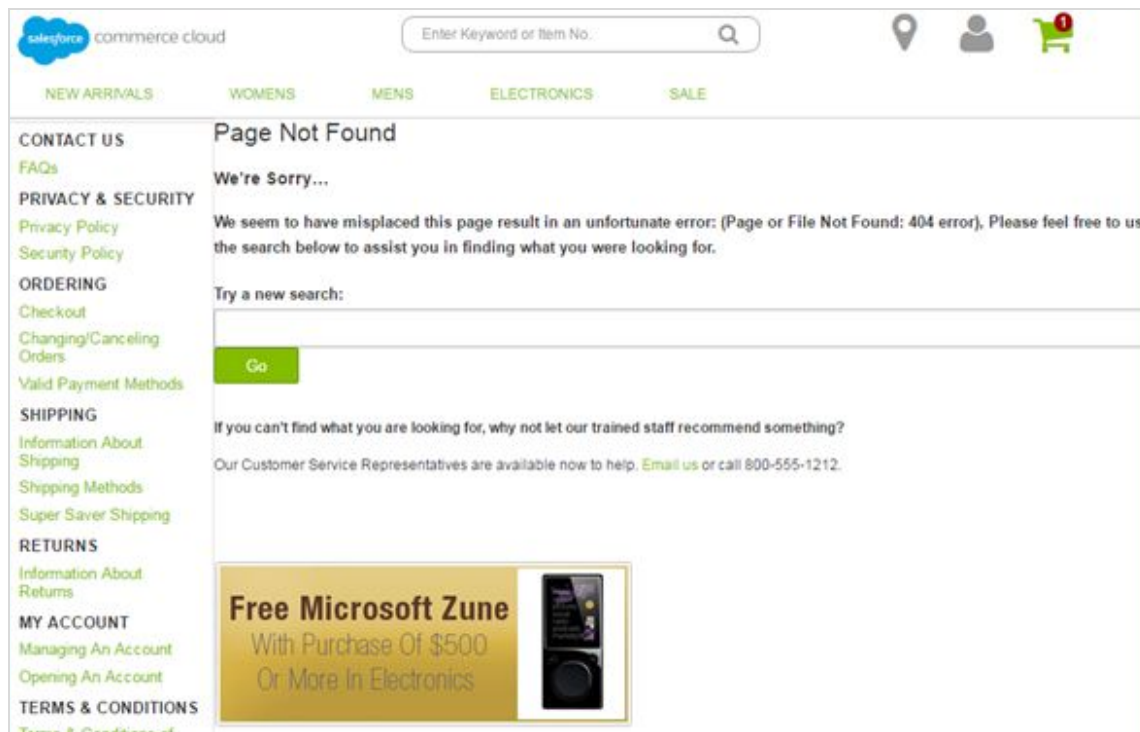 salesforce commerce cloud
Enter Keyword or Item No.
1
NEW ARRIVALS WOMENS MENS ELECTRONICS SALE
CONTACT US
FAQs
PRIVACY & SECURITY
Privacy Policy
Security Policy
ORDERING
Checkout
Changing/Canceling
Orders
Valid Payment Methods
SHIPPING
Information About
Shipping
Shipping Methods
Super Saver Shipping
RETURNS
Information About
Returns
MY ACCOUNT
Managing An Account
Opening An Account
TERMS & CONDITIONS
Terms & Conditions of
Page Not Found
We're Sorry...
We seem to have misplaced this page result in an unfortunate error: (Page or File Not Found: 404 error), Please feel free to us
the search below to assist you in finding what you were looking for.
Try a new search:
Go
If you can't find what you are looking for, why not let our trained staff recommend something?
Our Customer Service Representatives are available now to help. Email us or call 800-555-1212.
Free Microsoft Zune
With Purchase Of $500
Or More In Electronics